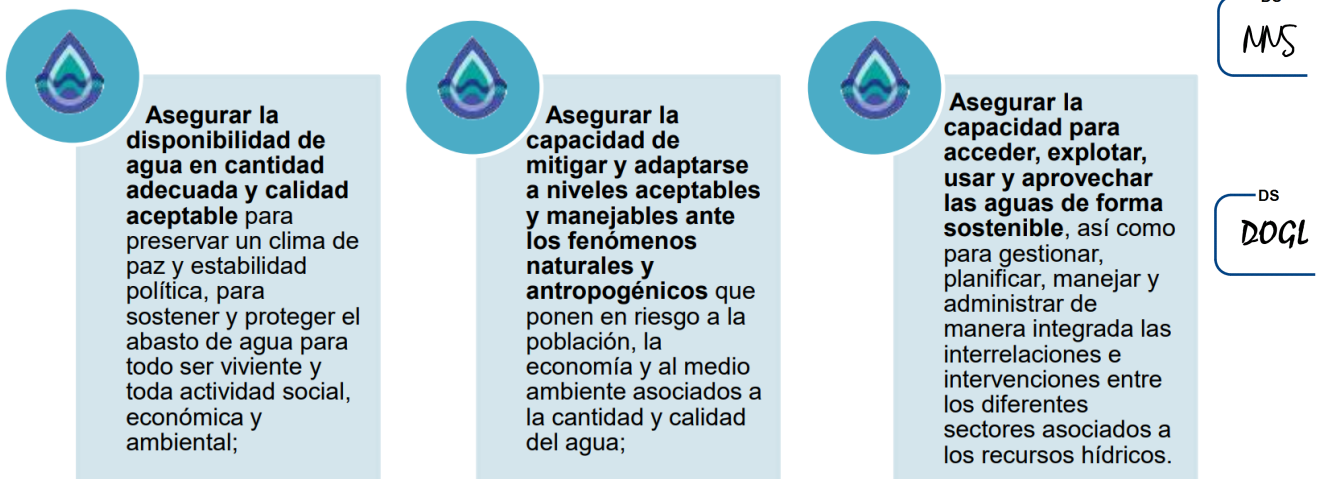 Asegurar la
disponibilidad de
agua en cantidad
adecuada y calidad
aceptable para
preservar un clima de
paz y estabilidad
política, para
sostener y proteger el
abasto de agua para
todo ser viviente y
toda actividad social,
económica y
ambiental;
Asegurar la
capacidad de
mitigar y adaptarse
a niveles aceptables
y manejables ante
los fenómenos
naturales y
antropogénicos que
ponen en riesgo a la
población, la
economía y al medio
ambiente asociados a
la cantidad y calidad
del agua;
Asegurar la
capacidad para
acceder, explotar,
usar y aprovechar
las aguas de forma
sostenible, así como
para gestionar,
planificar, manejar y
administrar de
manera integrada las
interrelaciones e
intervenciones entre
los diferentes
sectores asociados a
los recursos hídricos.
DS
NNS
DS
DOGL